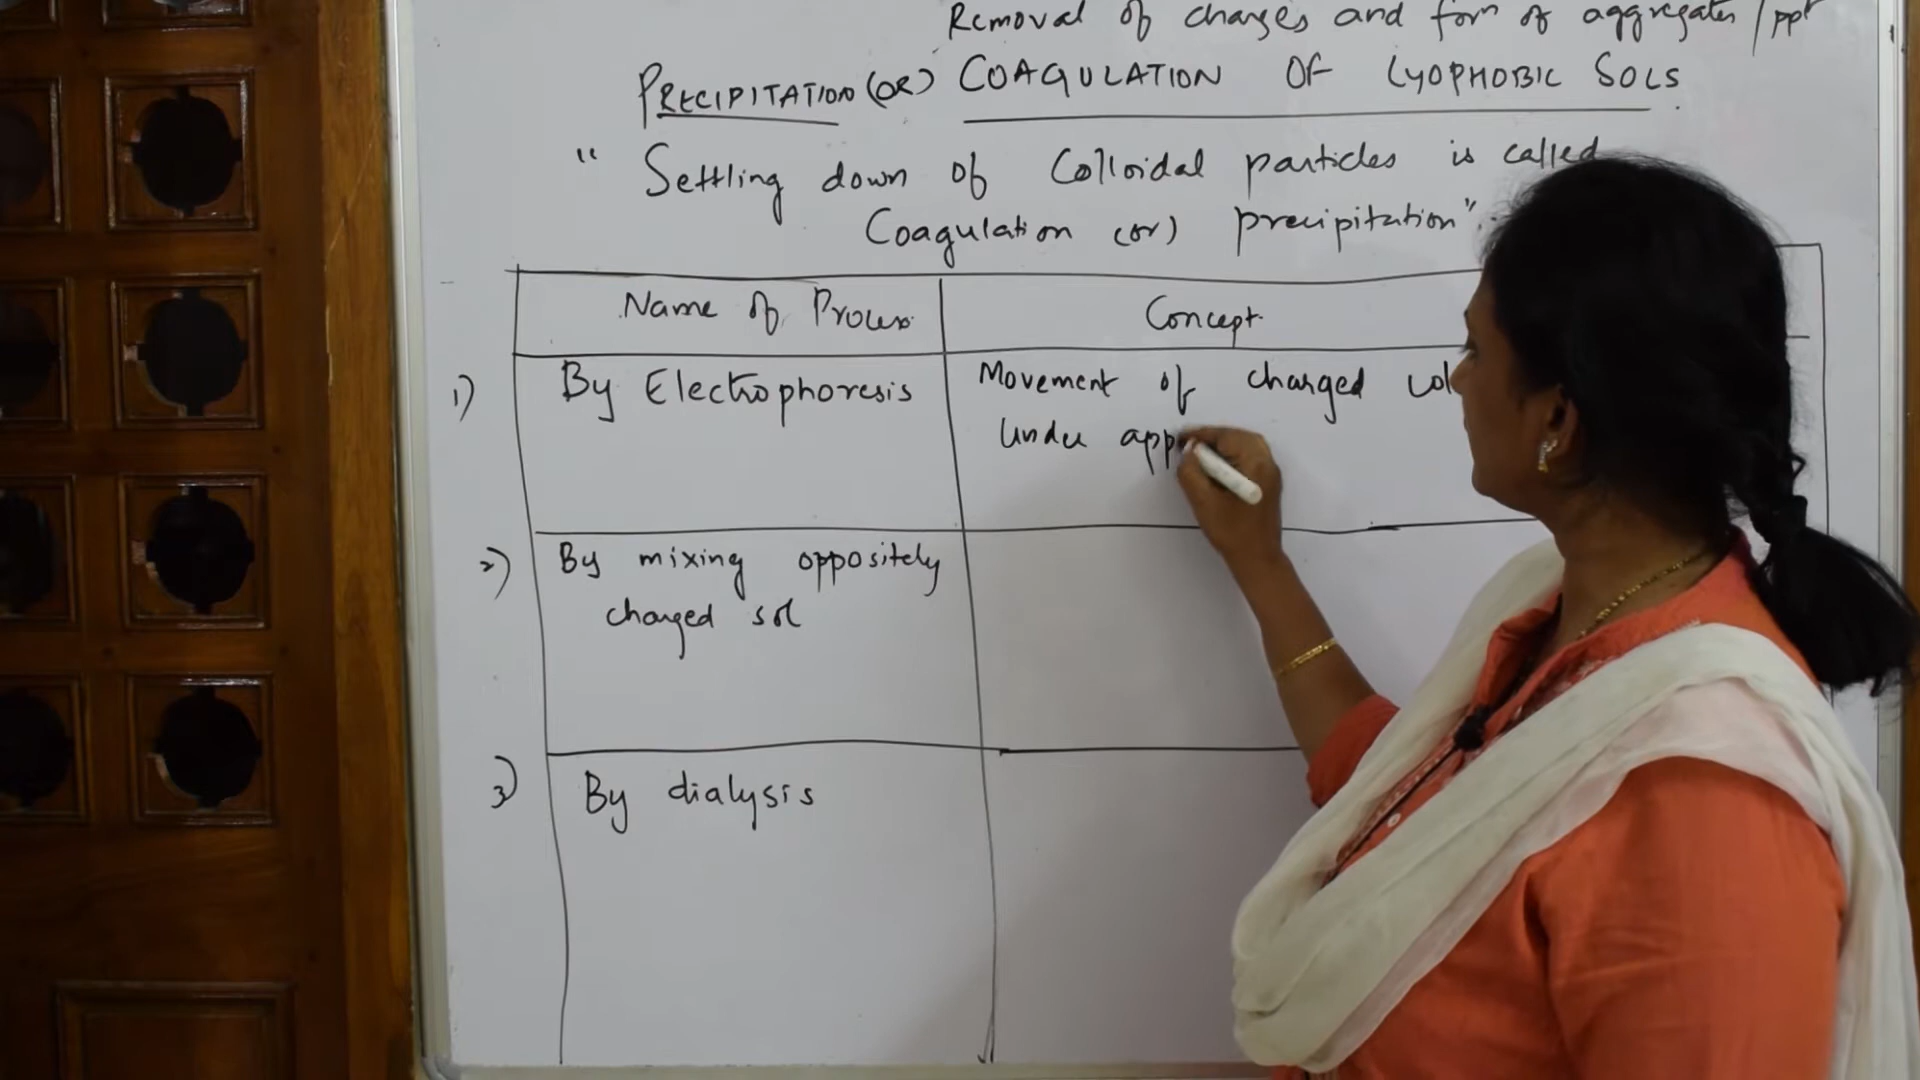 Removal of charges and form of aggregates / ppt
PRECIPITATION (OR) COAGULATION OF LYOPHOBIC SOLS
" Settling down of Colloidal particles is called
Coagulation (or) precipitation".
Name of Process
Concept.
1) By Electrophoresis
Movement of charged col
Under app
2) By mixing oppositely
charged sol
3) By dialysis